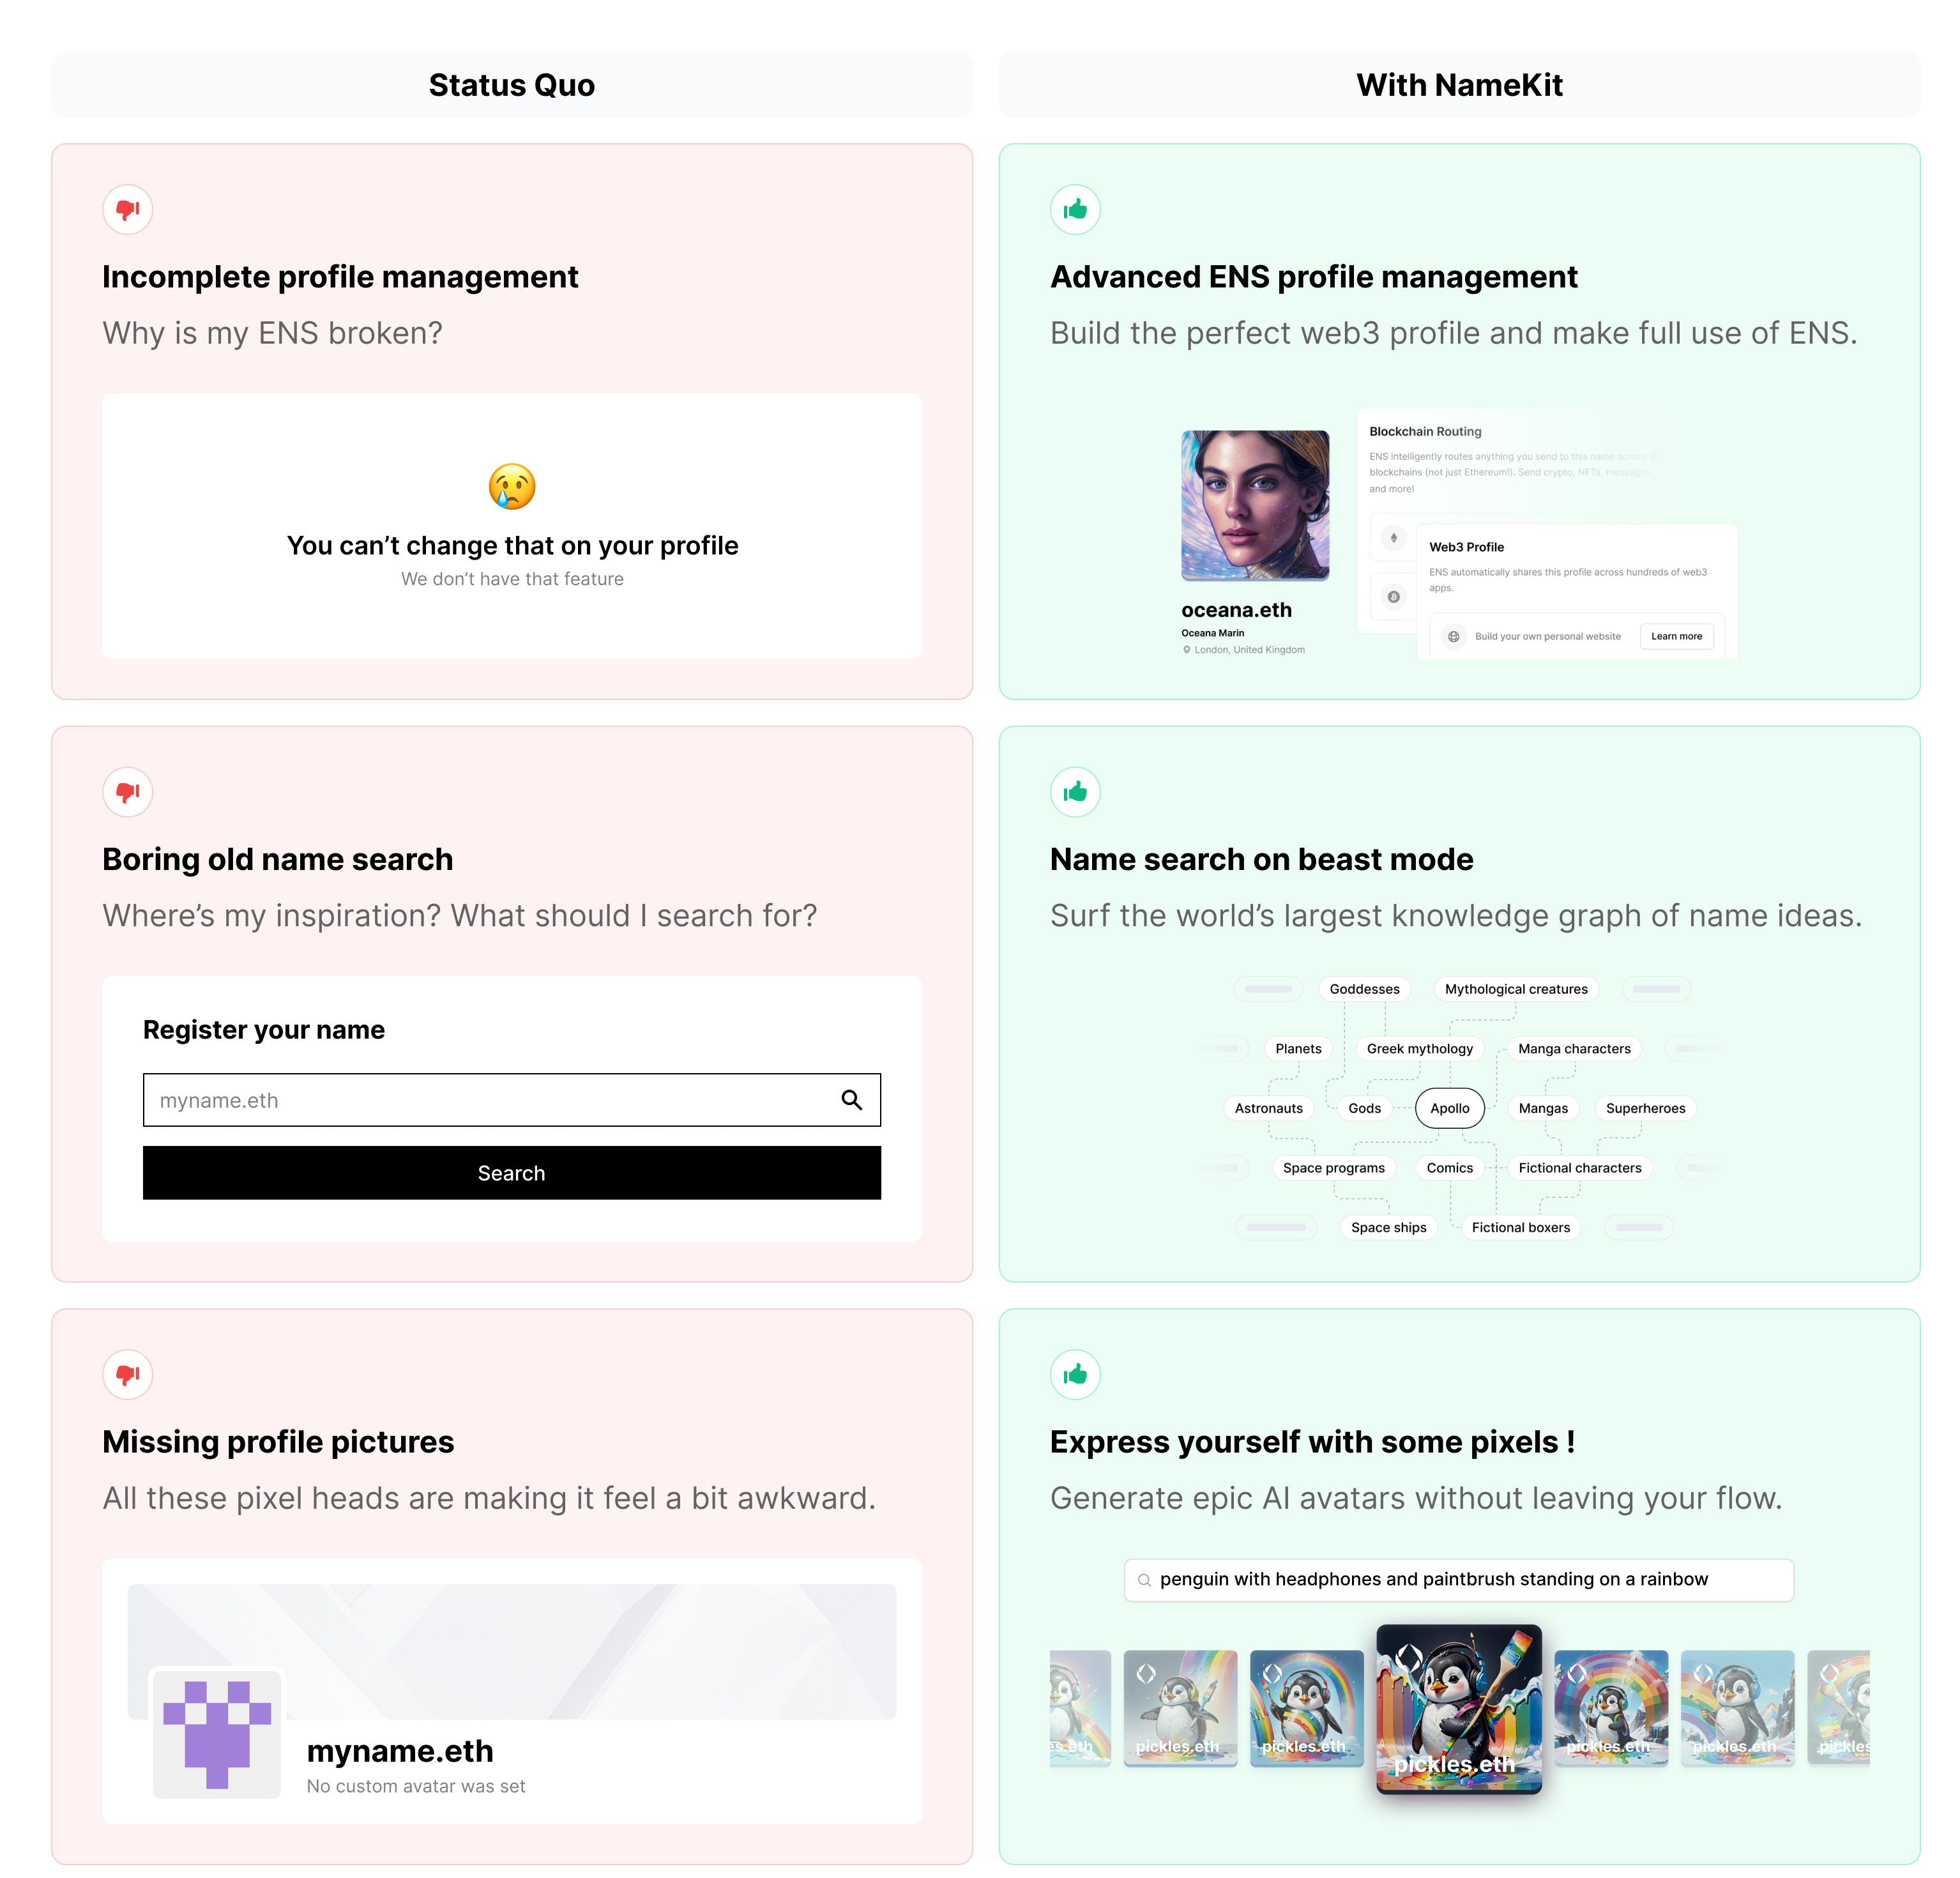 Status Quo
With NameKit
Incomplete profile management
Why is my ENS broken?
You can’t change that on your profile
We don’t have that feature
Advanced ENS profile management
Build the perfect web3 profile and make full use of ENS.
oceana.eth
Oceana Marin
London, United Kingdom
Blockchain Routing
ENS intelligently routes anything you send to this name across
blockchains (not just Ethereum!). Send crypto, NFTs, messages,
and more!
Web3 Profile
ENS automatically shares this profile across hundreds of web3
apps.
Build your own personal website
Learn more
Boring old name search
Where’s my inspiration? What should I search for?
Register your name
myname.eth
Search
Name search on beast mode
Surf the world’s largest knowledge graph of name ideas.
Goddesses
Mythological creatures
Planets
Greek mythology
Manga characters
Astronauts
Gods
Apollo
Mangas
Superheroes
Space programs
Comics
Fictional characters
Space ships
Fictional boxers
Missing profile pictures
All these pixel heads are making it feel a bit awkward.
myname.eth
No custom avatar was set
Express yourself with some pixels !
Generate epic AI avatars without leaving your flow.
penguin with headphones and paintbrush standing on a rainbow
s.eth
pickles.eth
pickles.eth
pickles.eth
pickles.eth
pickles.eth
pickles